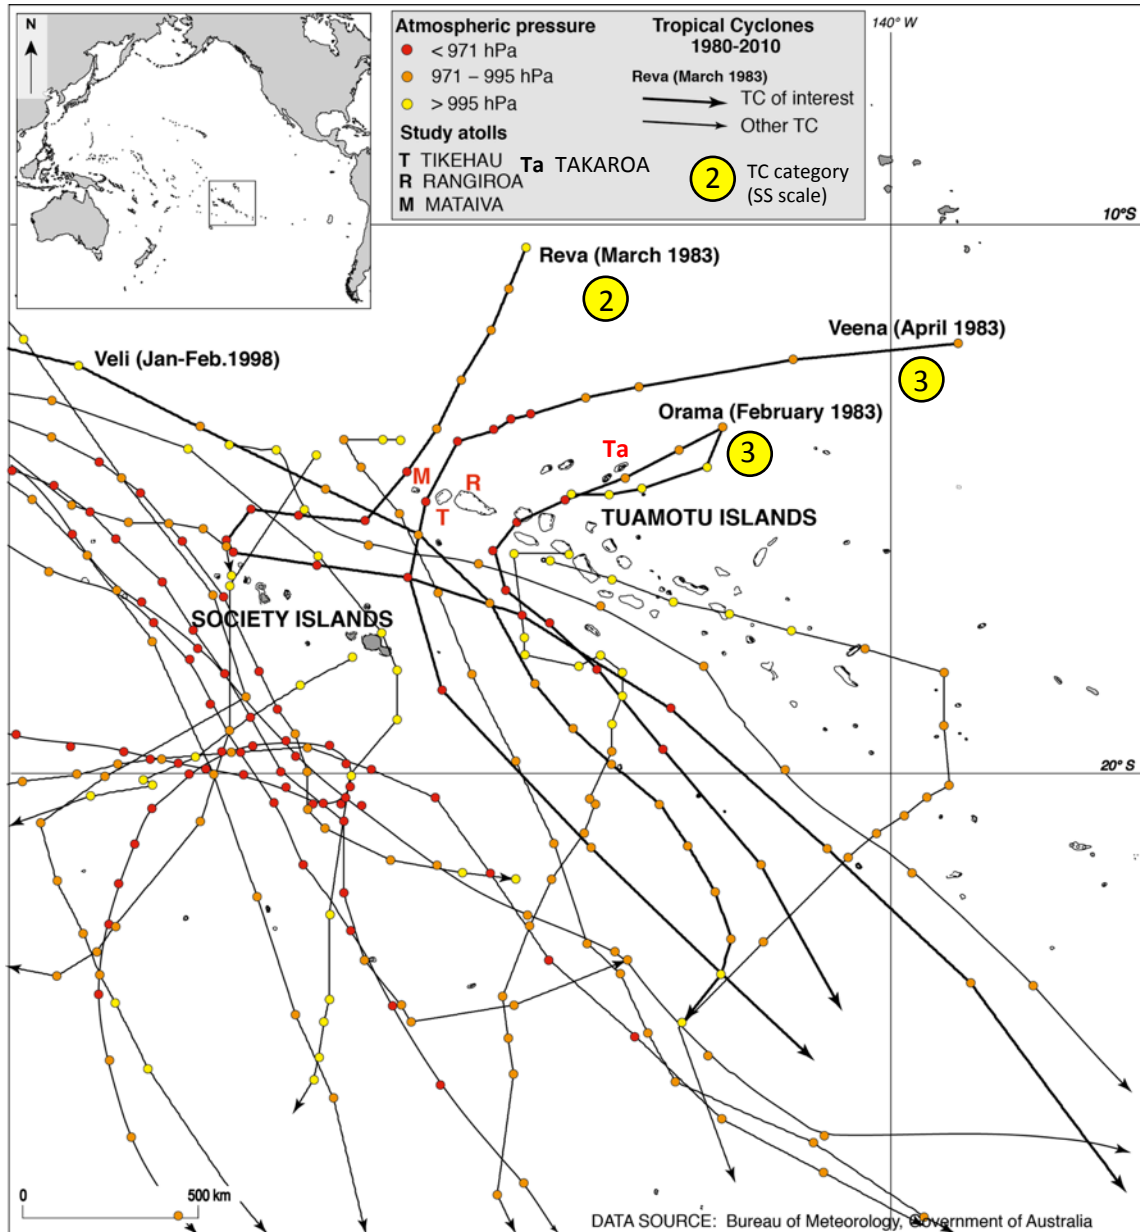 N
Atmospheric pressure
< 971 hPa
971 – 995 hPa
> 995 hPa
Study atolls
T TIKEHAU
R RANGIROA
M MATAIVA
Ta TAKAROA
Tropical Cyclones
1980-2010
Reva (March 1983)
TC of interest
Other TC
2
TC category
(SS scale)
140° W
10°S
Reva (March 1983)
2
Veena (April 1983)
3
Veli (Jan-Feb.1998)
Orama (February 1983)
3
Ta
M
R
T
TUAMOTU ISLANDS
SOCIETY ISLANDS
20° S
0
500 km
DATA SOURCE: Bureau of Meteorology, Government of Australia